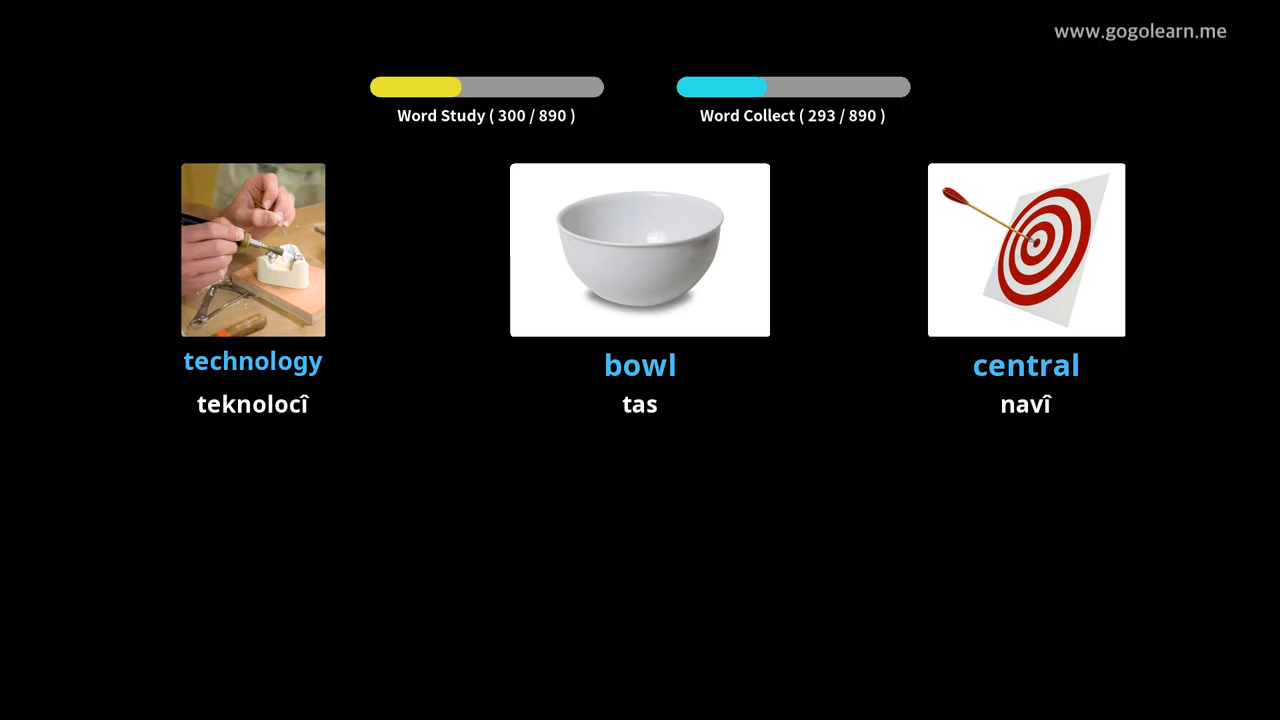 www.gogolearn.me
Word Study ( 300 / 890 )
Word Collect ( 293 / 890 )
technology
teknolocî
bowl
tas
central
navî